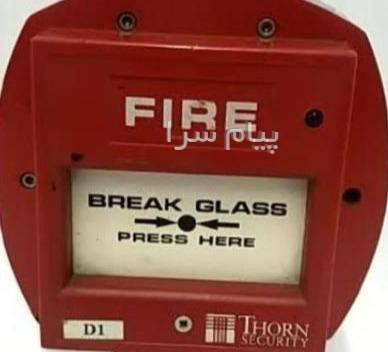 FIRE
پیام سرا
BREAK GLASS
PRESS HERE
D1
THORN
SECURITY